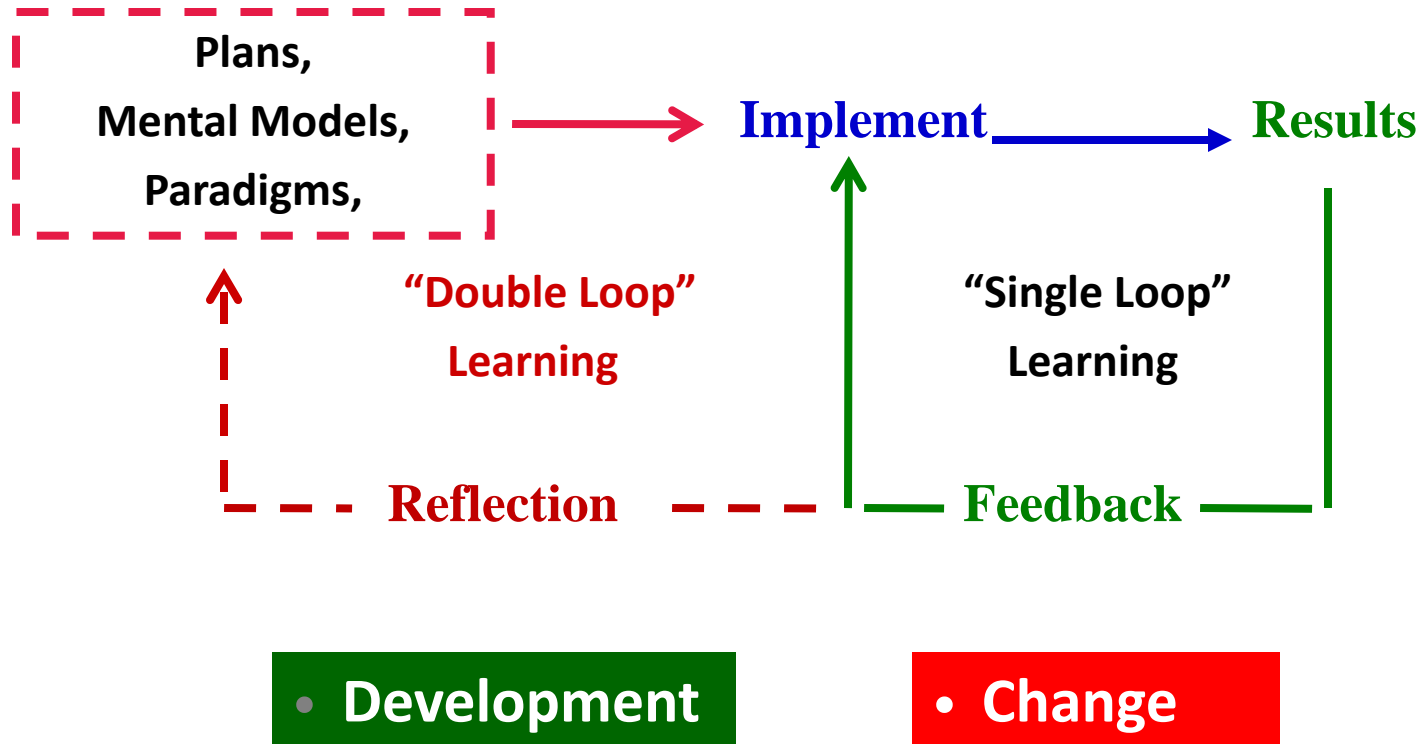 Plans,
Mental Models,
Paradigms,
Implement
Results
“Double Loop”
Learning
“Single Loop”
Learning
Reflection
Feedback
• Development
• Change